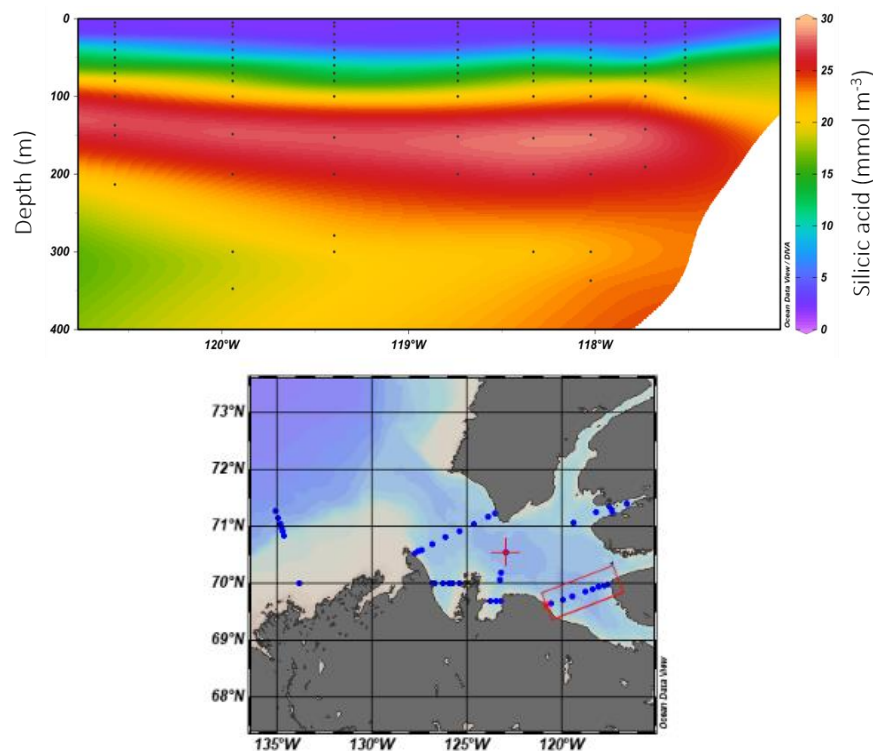 0
100
200
300
400
Depth (m)
120°W 119°W 118°W
Ocean Data View / DIVA
30
25
20
15
10
5
0
Silicic acid (mmol m⁻³)
73°N
72°N
71°N
70°N
69°N
68°N
135°W 130°W 125°W 120°W
Ocean Data View